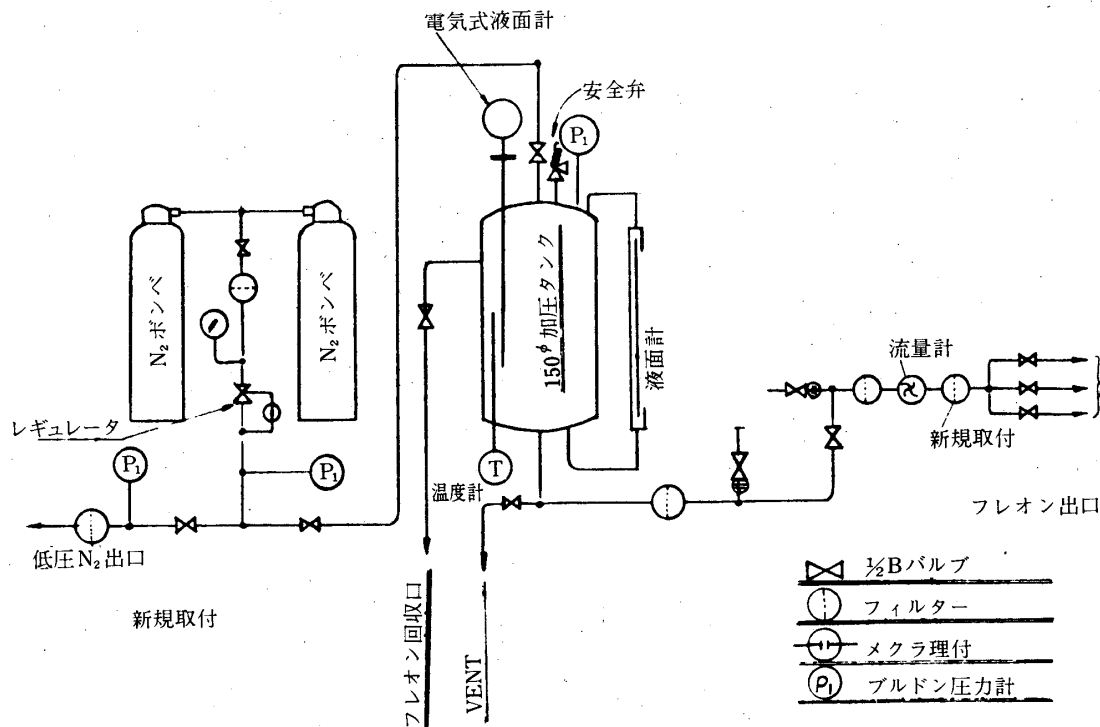 電気式液面計
安全弁
P₁
N₂ボンベ
N₂ボンベ
150ᶲ加圧タンク
液面計
流量計
レギュレータ
新規取付
P₁
P₁
T
温度計
フレオン出口
低圧N₂出口
新規取付
フレオン回収口
VENT
½Bバルブ
フィルター
メクラ理付
P₁
ブルドン圧力計